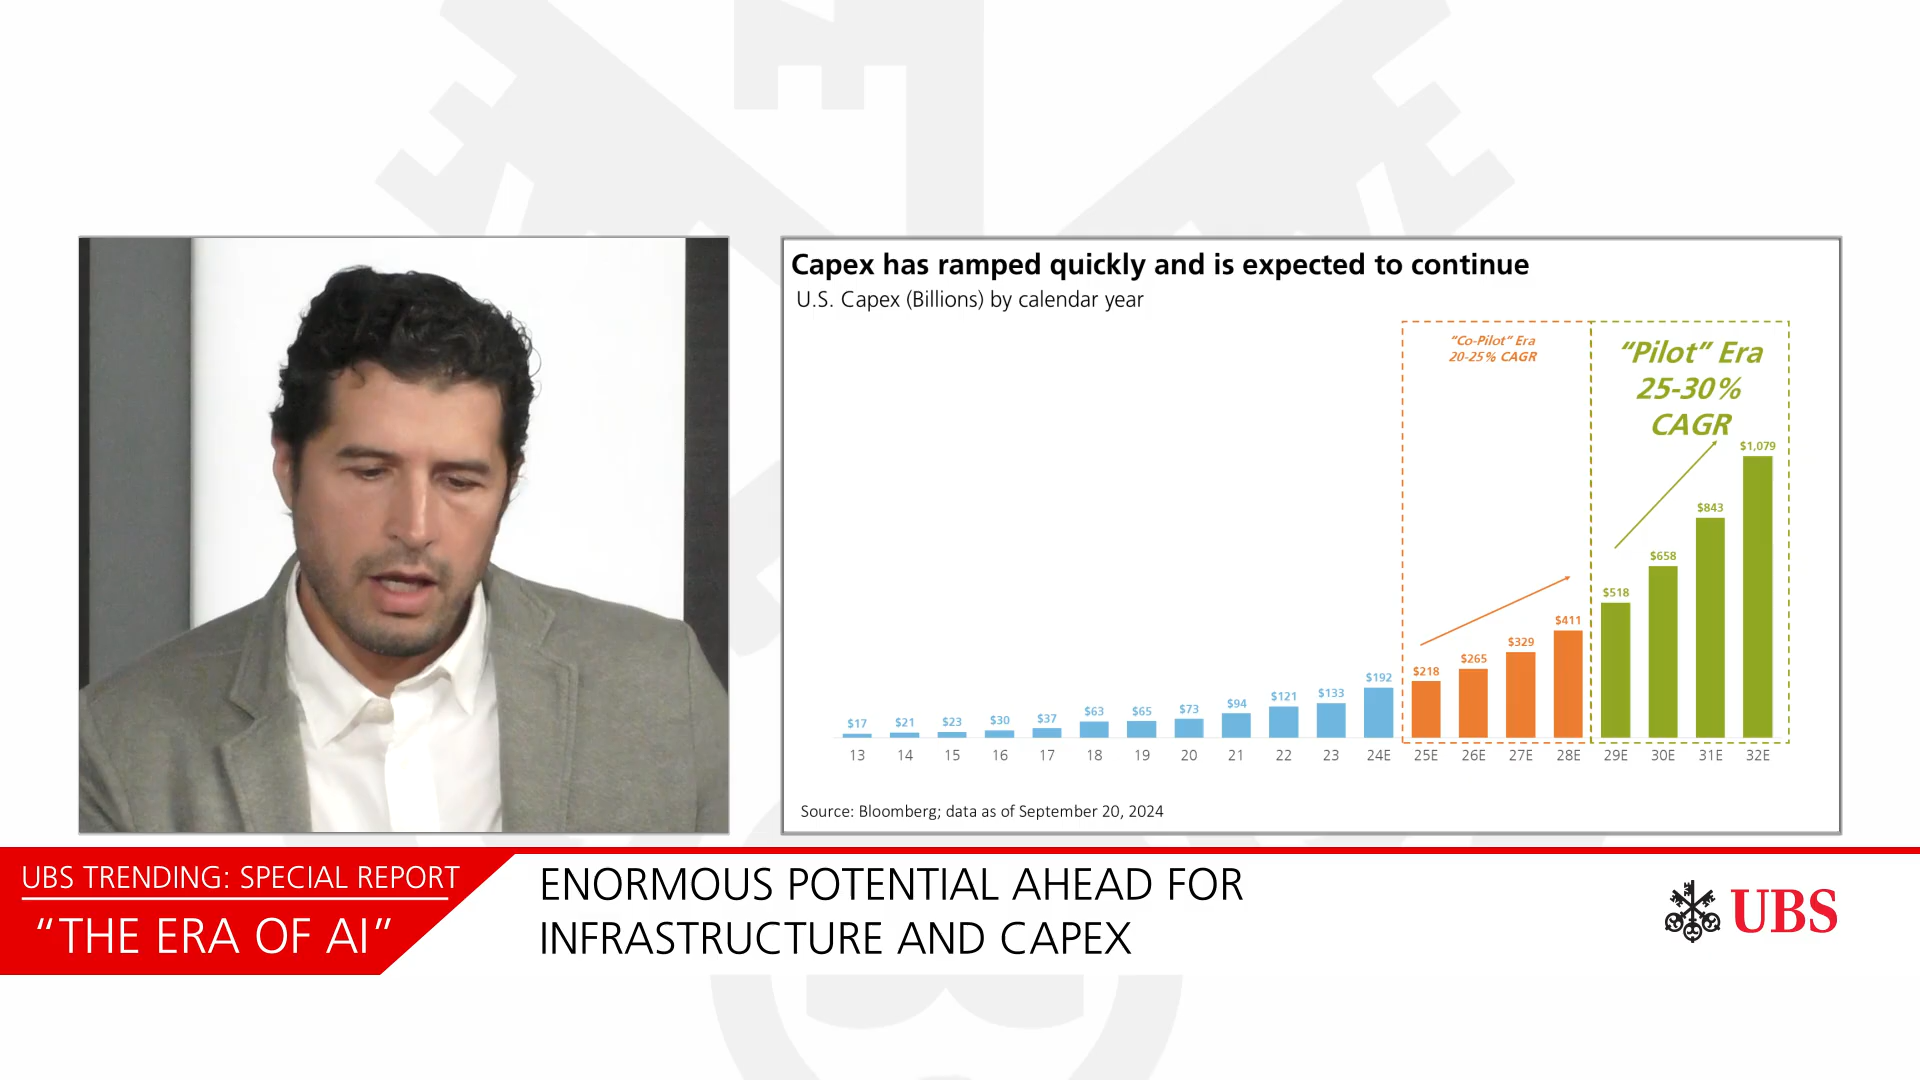 Capex has ramped quickly and is expected to continue
U.S. Capex (Billions) by calendar year
“Co-Pilot” Era
20-25% CAGR
“Pilot” Era
25-30%
CAGR
$17 $21 $23 $30 $37 $63 $65 $73 $94 $121 $133 $192 $218 $265 $329 $411 $518 $658 $843 $1,079
13 14 15 16 17 18 19 20 21 22 23 24E 25E 26E 27E 28E 29E 30E 31E 32E
Source: Bloomberg; data as of September 20, 2024
UBS TRENDING: SPECIAL REPORT
“THE ERA OF AI”
ENORMOUS POTENTIAL AHEAD FOR
INFRASTRUCTURE AND CAPEX
UBS